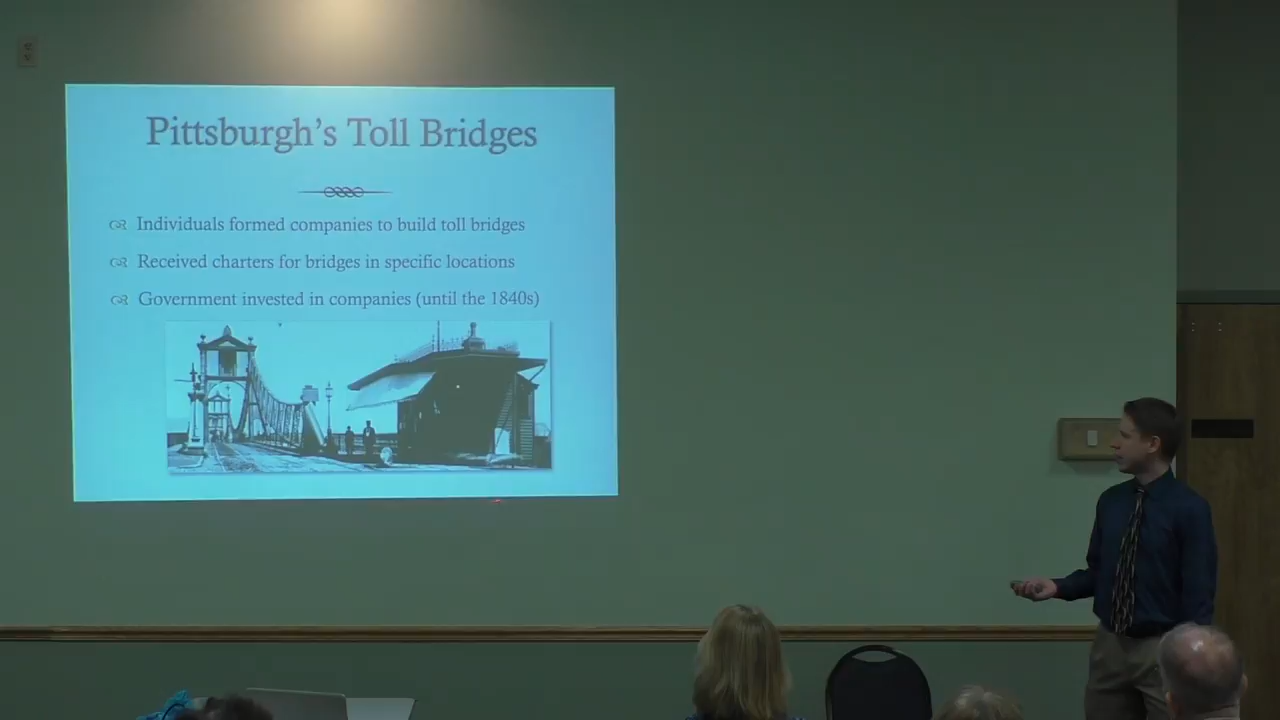 Pittsburgh's Toll Bridges
Individuals formed companies to build toll bridges
Received charters for bridges in specific locations
Government invested in companies (until the 1840s)